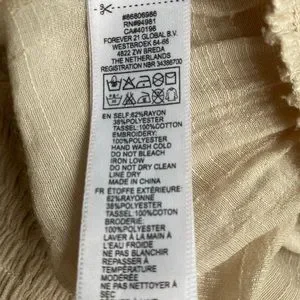 #86806986
RN#94981
CA#40196
FOREVER 21 GLOBAL B.V.
WESTBROEK 64-66
4822 ZW BREDA
THE NETHERLANDS
REGISTRATION NBR 34388700
EN SELF:62%RAYON
38%POLYESTER
TASSEL:100%COTTON
EMBROIDERY:
100%POLYESTER
HAND WASH COLD
DO NOT BLEACH
IRON LOW
DO NOT DRY CLEAN
LINE DRY
MADE IN CHINA
FR ÉTOFFE EXTÉRIEURE:
62%RAYONNE
38%POLYESTER
TASSEL:100%COTON
BRODERIE:
100%POLYESTER
LAVER À LA MAIN À
L'EAU FROIDE
NE PAS BLANCHIR
REPASSER À
TEMPÉRATURE
MODÉRÉE
NE PAS NETTOYER À
SEC